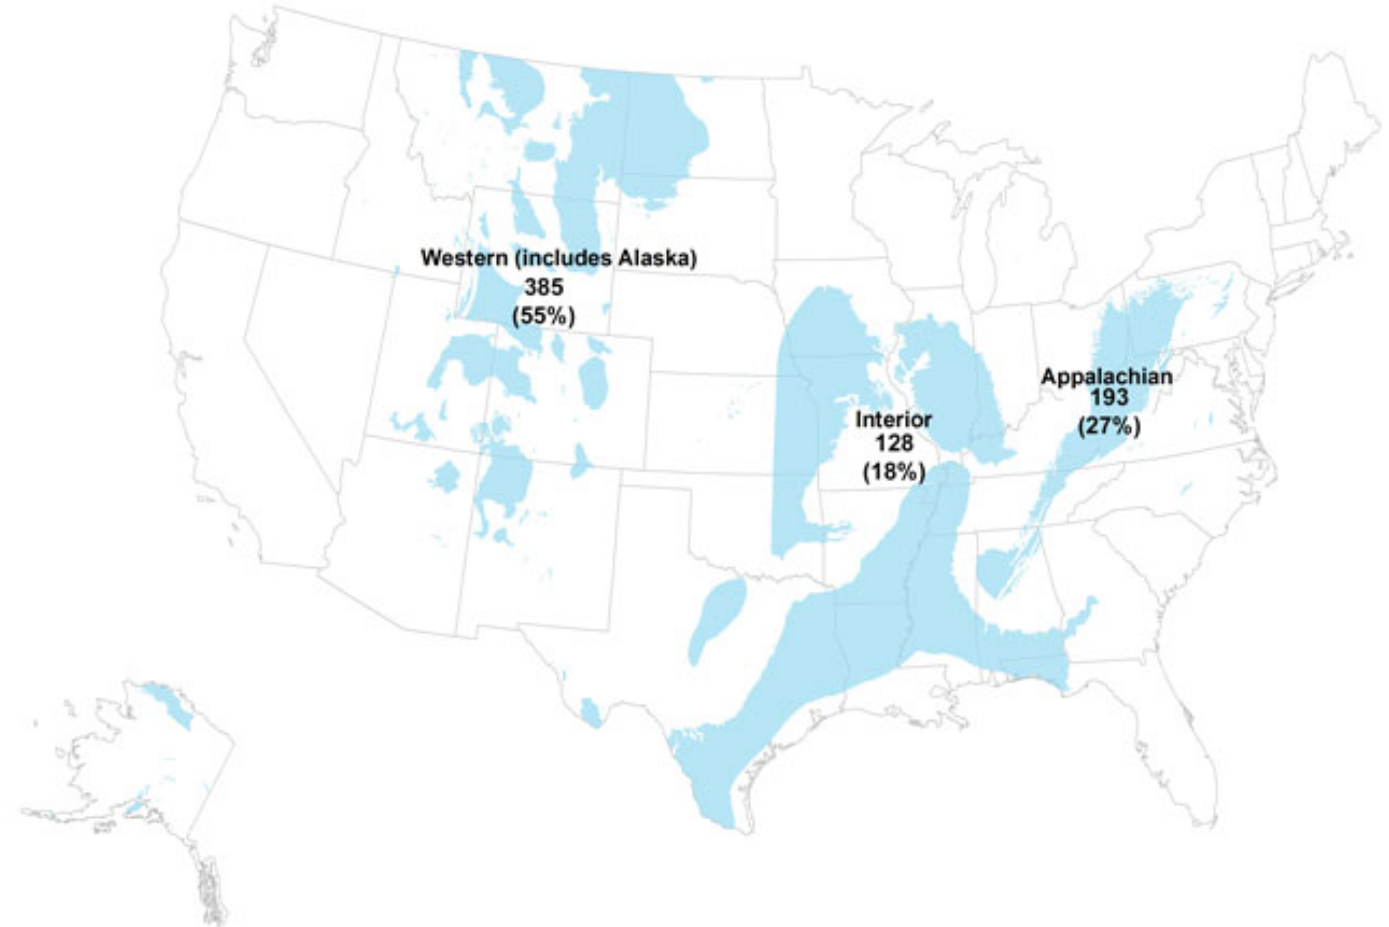 Western (includes Alaska)
385
(55%)
Appalachian
193
(27%)
Interior
128
(18%)